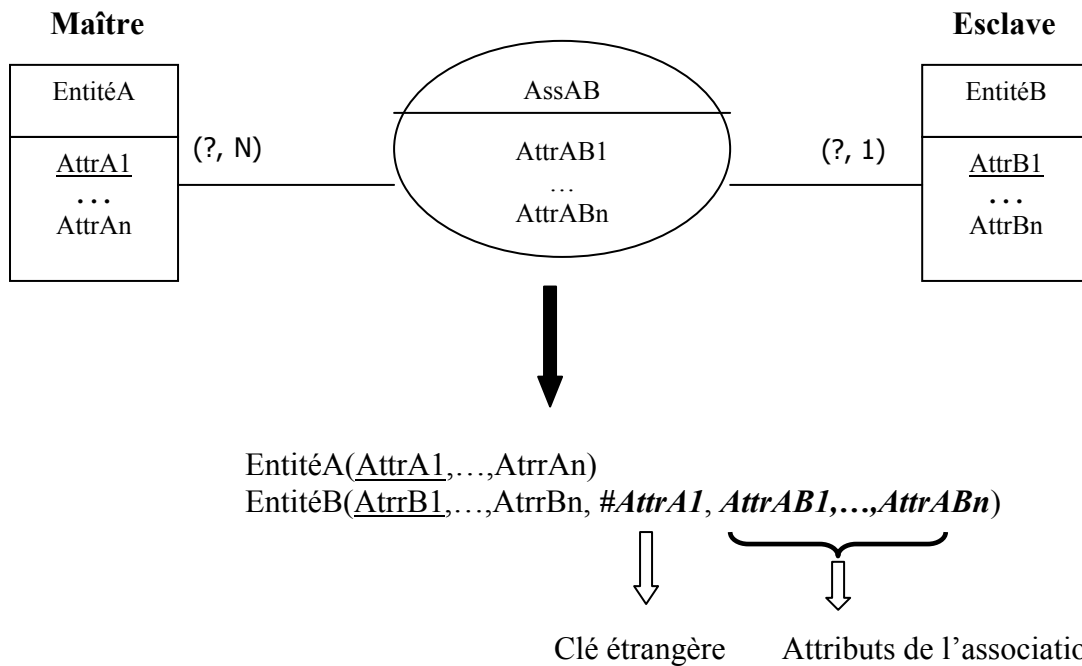 Maître
Esclave
EntitéA
AssAB
EntitéB
AttrA1
(?, N)
AttrAB1
(?, 1)
AttrB1
…
…
…
AttrAn
AttrABn
AttrBn
EntitéA(AttrA1,…,AtrrAn)
EntitéB(AtrrB1,…,AtrrBn, #AttrA1, AttrAB1,…,AttrABn)
Clé étrangère
Attributs de l’associatio